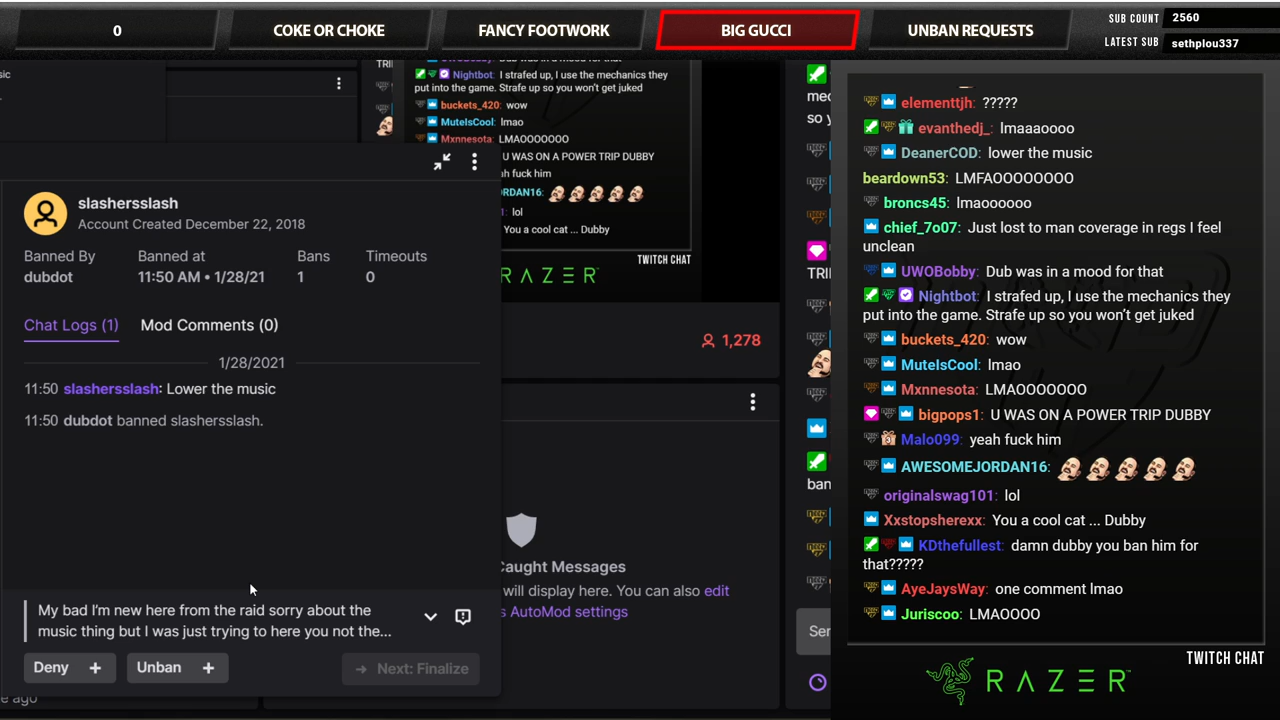 0
COKE OR CHOKE
FANCY FOOTWORK
BIG GUCCI
UNBAN REQUESTS
SUB COUNT 2560
LATEST SUB sethplou337
slashersslash
Account Created December 22, 2018
Banned By Banned at Bans Timeouts
dubdot 11:50 AM • 1/28/21 1 0
Chat Logs (1) Mod Comments (0)
1/28/2021
11:50 slashersslash: Lower the music
11:50 dubdot banned slashersslash.
My bad I'm new here from the raid sorry about the
music thing but I was just trying to here you not the...
Deny + Unban + → Next: Finalize
e ago
TRI
Nightbot: I strafed up, I use the mechanics they
put into the game. Strafe up so you won't get juked
buckets_420: wow
MuteIsCool: lmao
Mxnnesota: LMAOOOOOOO
U WAS ON A POWER TRIP DUBBY
h fuck him
RDAN16:
1: lol
You a cool cat ... Dubby
TWITCH CHAT
RAZER
1,278
Caught Messages
will display here. You can also edit
s AutoMod settings
so y
TRI
ban
Ser
elementtjh: ?????
evanthedj_: lmaaaoooo
DeanerCOD: lower the music
beardown53: LMFAOOOOOOOO
broncs45: lmaoooooo
chief_7o07: Just lost to man coverage in regs I feel
unclean
UWOBobby: Dub was in a mood for that
Nightbot: I strafed up, I use the mechanics they
put into the game. Strafe up so you won't get juked
buckets_420: wow
MuteIsCool: lmao
Mxnnesota: LMAOOOOOOO
bigpops1: U WAS ON A POWER TRIP DUBBY
Malo099: yeah fuck him
AWESOMEJORDAN16:
originalswag101: lol
Xxstopsherexx: You a cool cat ... Dubby
KDthefullest: damn dubby you ban him for
that?????
AyeJaysWay: one comment lmao
Juriscoo: LMAOOOO
TWITCH CHAT
RAZER